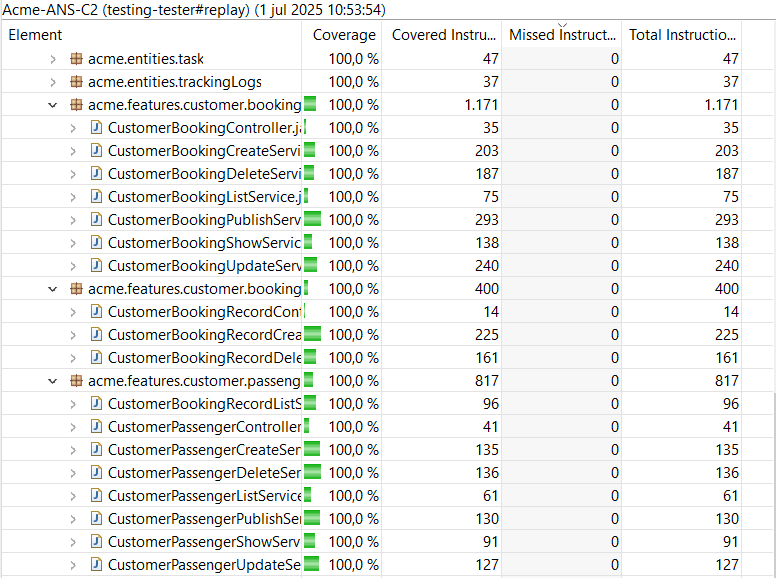 Acme-ANS-C2 (testing-tester#replay) (1 jul 2025 10:53:54)
Element Coverage Covered Instru... Missed Instruct... Total Instructio...
acme.entities.task 100,0 % 47 0 47
acme.entities.trackingLogs 100,0 % 37 0 37
acme.features.customer.booking 100,0 % 1.171 0 1.171
CustomerBookingController.ja 100,0 % 35 0 35
CustomerBookingCreateServi 100,0 % 203 0 203
CustomerBookingDeleteServi 100,0 % 187 0 187
CustomerBookingListService.j 100,0 % 75 0 75
CustomerBookingPublishServ 100,0 % 293 0 293
CustomerBookingShowServic 100,0 % 138 0 138
CustomerBookingUpdateServ 100,0 % 240 0 240
acme.features.customer.booking 100,0 % 400 0 400
CustomerBookingRecordCont 100,0 % 14 0 14
CustomerBookingRecordCrea 100,0 % 225 0 225
CustomerBookingRecordDele 100,0 % 161 0 161
acme.features.customer.passeng 100,0 % 817 0 817
CustomerBookingRecordListS 100,0 % 96 0 96
CustomerPassengerController 100,0 % 41 0 41
CustomerPassengerCreateSer 100,0 % 135 0 135
CustomerPassengerDeleteSer 100,0 % 136 0 136
CustomerPassengerListService 100,0 % 61 0 61
CustomerPassengerPublishSe 100,0 % 130 0 130
CustomerPassengerShowServ 100,0 % 91 0 91
CustomerPassengerUpdateSe 100,0 % 127 0 127